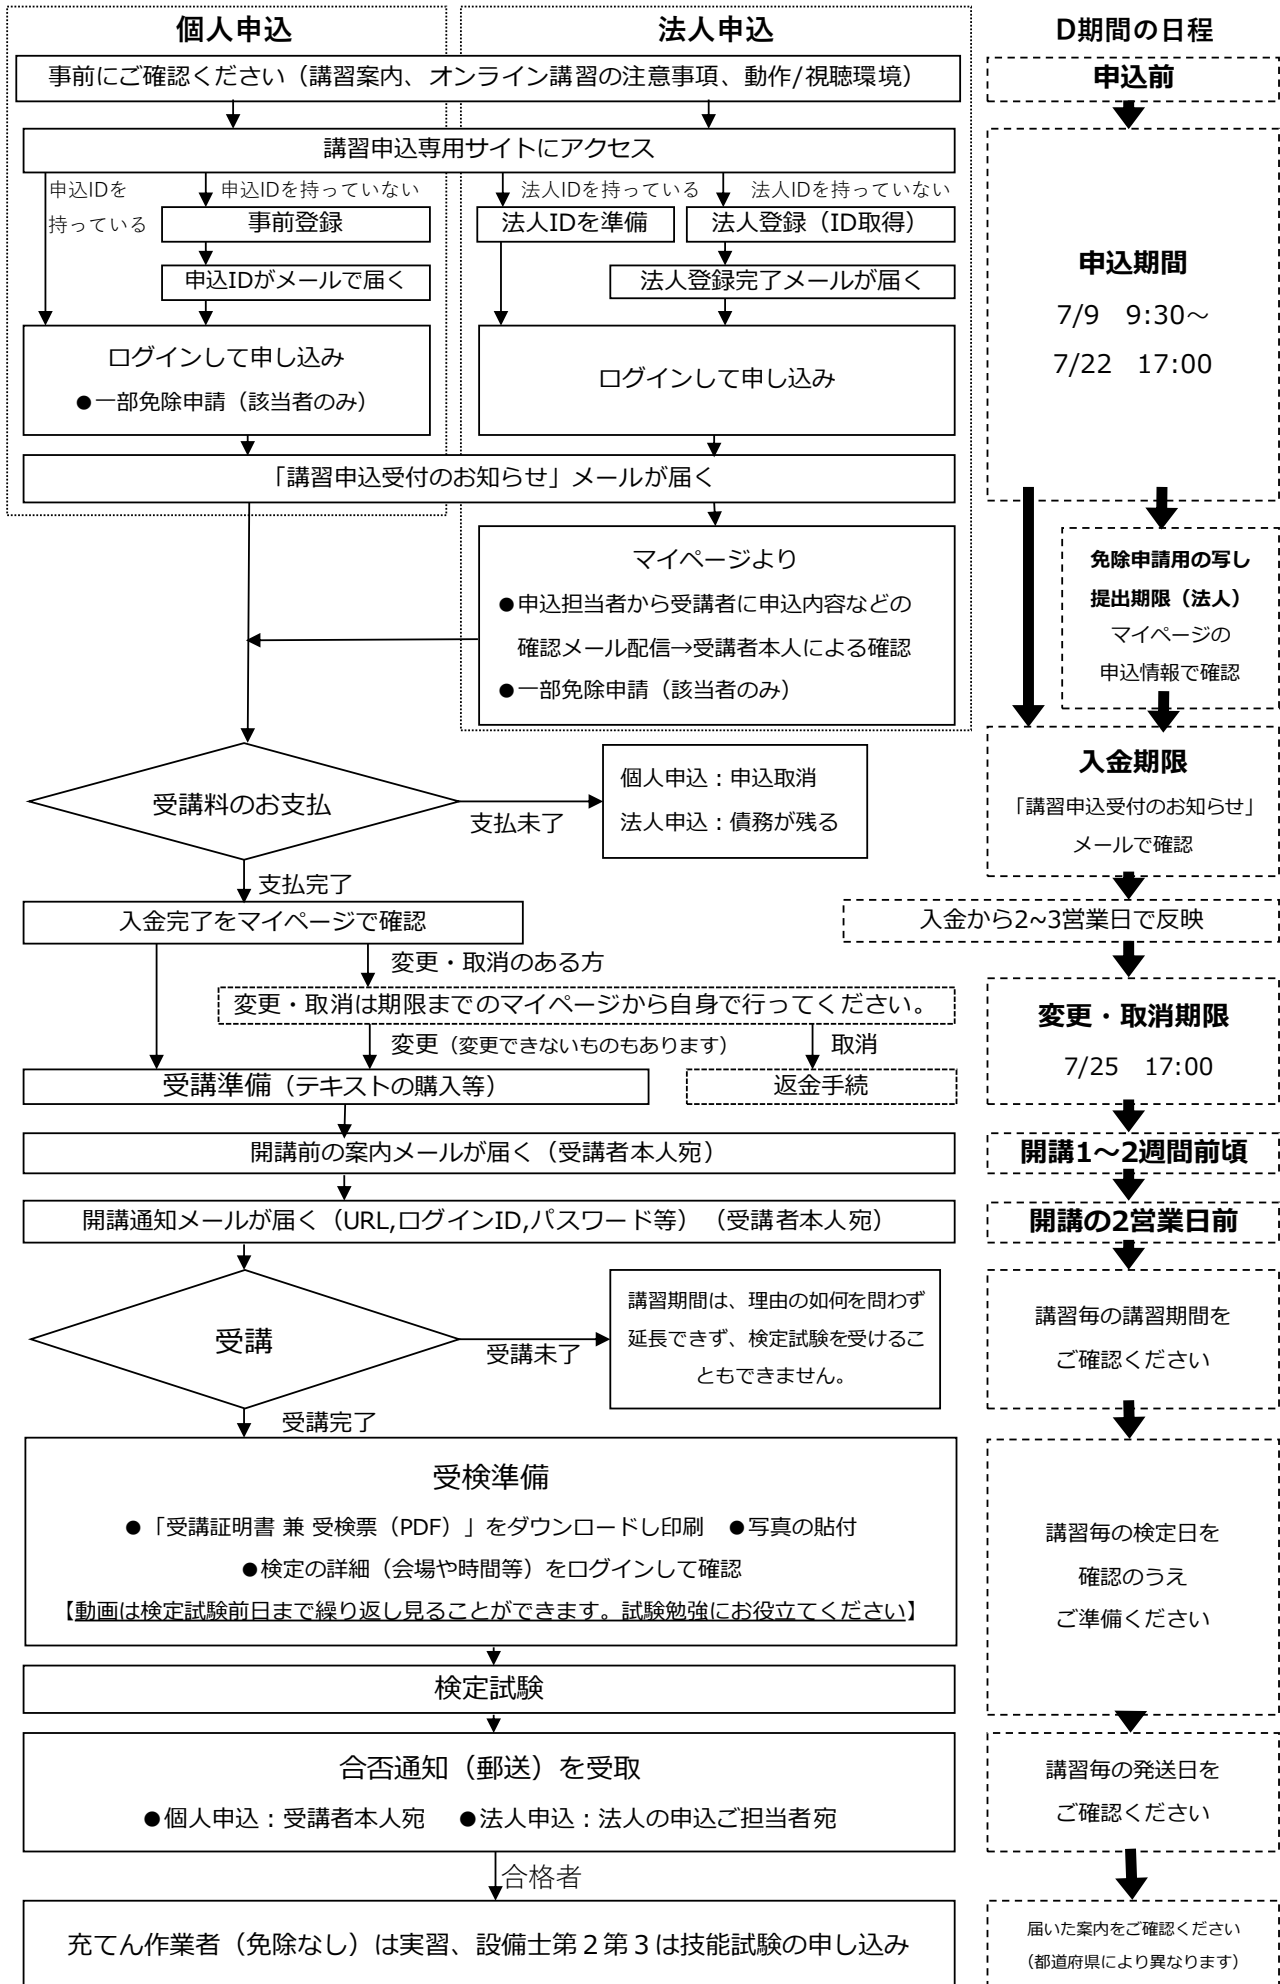 個人申込
法人申込
D期間の日程
事前にご確認ください（講習案内、オンライン講習の注意事項、動作/視聴環境）
申込前
講習申込専用サイトにアクセス
申込IDを
持っている
申込IDを持っていない
法人IDを持っている
法人IDを持っていない
事前登録
法人IDを準備
法人登録（ID取得）
申込IDがメールで届く
法人登録完了メールが届く
申込期間
7/9　9:30～
7/22　17:00
ログインして申し込み
●一部免除申請（該当者のみ）
ログインして申し込み
「講習申込受付のお知らせ」メールが届く
マイページより
●申込担当者から受講者に申込内容などの
確認メール配信→受講者本人による確認
●一部免除申請（該当者のみ）
免除申請用の写し
提出期限（法人）
マイページの
申込情報で確認
受講料のお支払
支払未了
個人申込：申込取消
法人申込：債務が残る
入金期限
「講習申込受付のお知らせ」
メールで確認
支払完了
入金完了をマイページで確認
入金から2~3営業日で反映
変更・取消のある方
変更・取消は期限までのマイページから自身で行ってください。
変更（変更できないものもあります）
取消
変更・取消期限
7/25　17:00
受講準備（テキストの購入等）
返金手続
開講前の案内メールが届く（受講者本人宛）
開講1～2週間前頃
開講通知メールが届く（URL,ログインID,パスワード等）（受講者本人宛）
開講の2営業日前
受講
受講未了
講習期間は、理由の如何を問わず
延長できず、検定試験を受けるこ
ともできません。
講習毎の講習期間を
ご確認ください
受講完了
受検準備
●「受講証明書 兼 受検票（PDF）」をダウンロードし印刷　●写真の貼付
●検定の詳細（会場や時間等）をログインして確認
【動画は検定試験前日まで繰り返し見ることができます。試験勉強にお役立てください】
講習毎の検定日を
確認のうえ
ご準備ください
検定試験
合否通知（郵送）を受取
●個人申込：受講者本人宛　●法人申込：法人の申込ご担当者宛
講習毎の発送日を
ご確認ください
合格者
充てん作業者（免除なし）は実習、設備士第２第３は技能試験の申し込み
届いた案内をご確認ください
（都道府県により異なります）